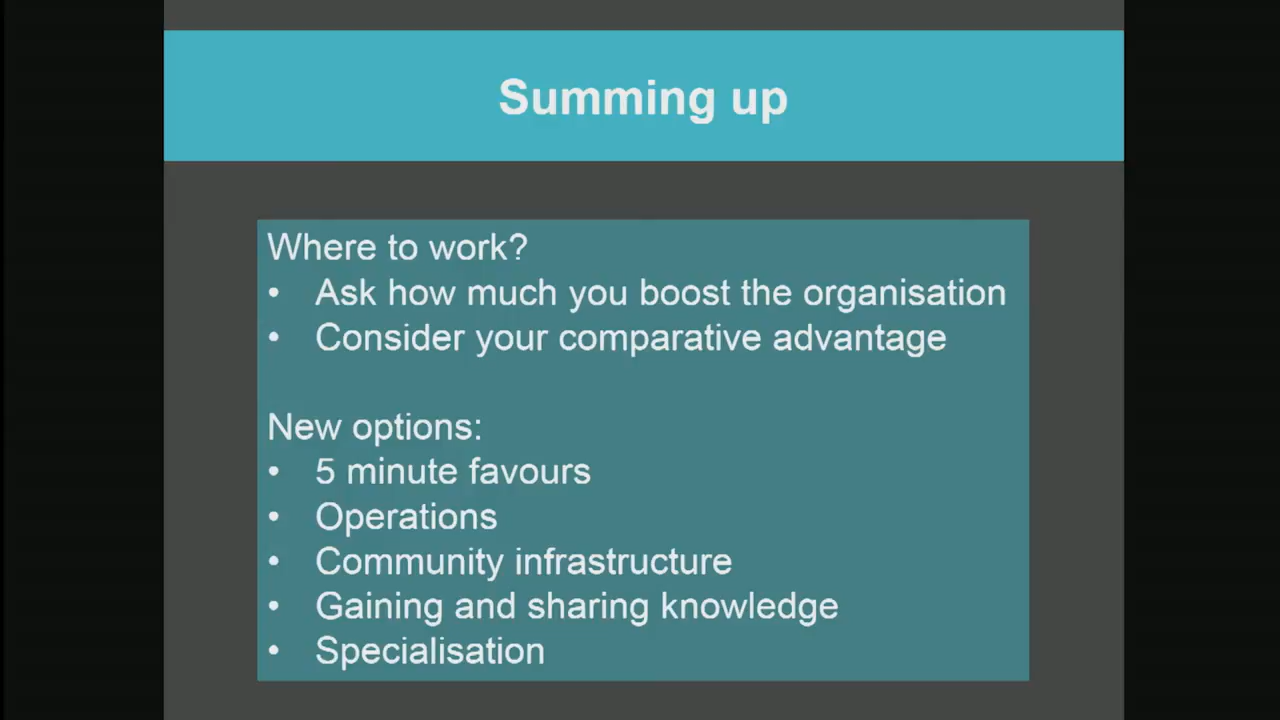 Summing up
Where to work?
• Ask how much you boost the organisation
• Consider your comparative advantage
New options:
• 5 minute favours
• Operations
• Community infrastructure
• Gaining and sharing knowledge
• Specialisation